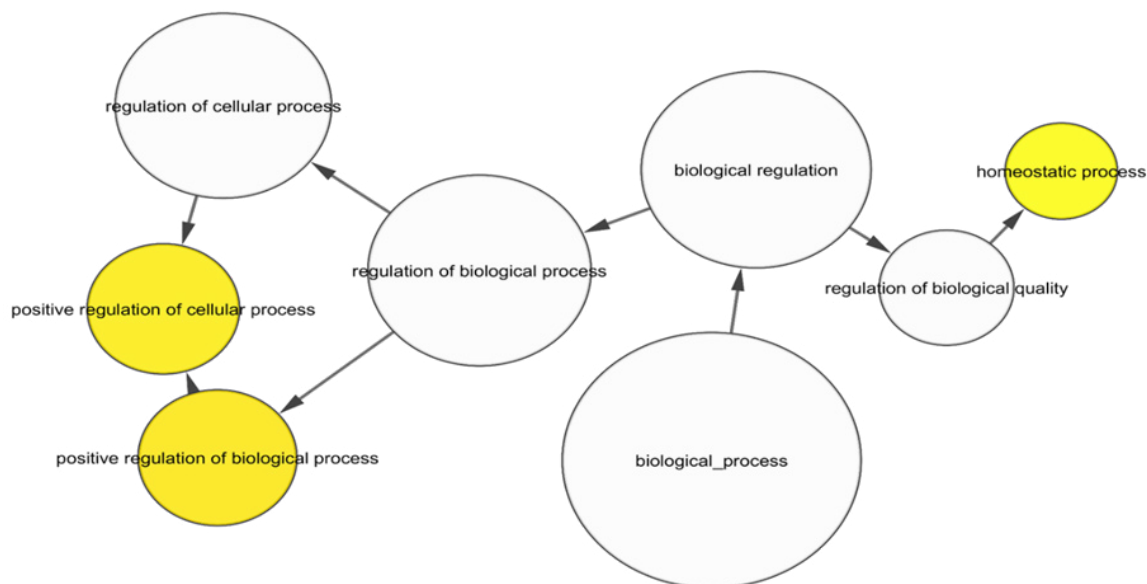 regulation of cellular process
biological regulation
homeostatic process
regulation of biological process
regulation of biological quality
positive regulation of cellular process
positive regulation of biological process
biological_process